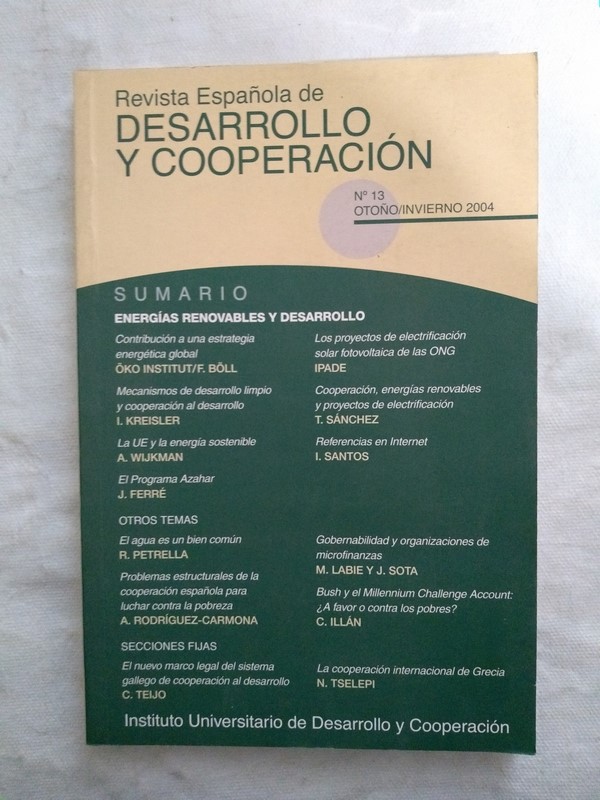 Revista Española de
DESARROLLO
Y COOPERACIÓN
Nº 13
OTOÑO/INVIERNO 2004
SUMARIO
ENERGÍAS RENOVABLES Y DESARROLLO
Contribución a una estrategia
energética global
ÖKO INSTITUT/F. BÖLL
Mecanismos de desarrollo limpio
y cooperación al desarrollo
I. KREISLER
La UE y la energía sostenible
A. WIJKMAN
El Programa Azahar
J. FERRÉ
Los proyectos de electrificación
solar fotovoltaica de las ONG
IPADE
Cooperación, energías renovables
y proyectos de electrificación
T. SÁNCHEZ
Referencias en Internet
I. SANTOS
OTROS TEMAS
El agua es un bien común
R. PETRELLA
Problemas estructurales de la
cooperación española para
luchar contra la pobreza
A. RODRÍGUEZ-CARMONA
Gobernabilidad y organizaciones de
microfinanzas
M. LABIE Y J. SOTA
Bush y el Millennium Challenge Account:
¿A favor o contra los pobres?
C. ILLÁN
SECCIONES FIJAS
El nuevo marco legal del sistema
gallego de cooperación al desarrollo
C. TEIJO
La cooperación internacional de Grecia
N. TSELEPI
Instituto Universitario de Desarrollo y Cooperación